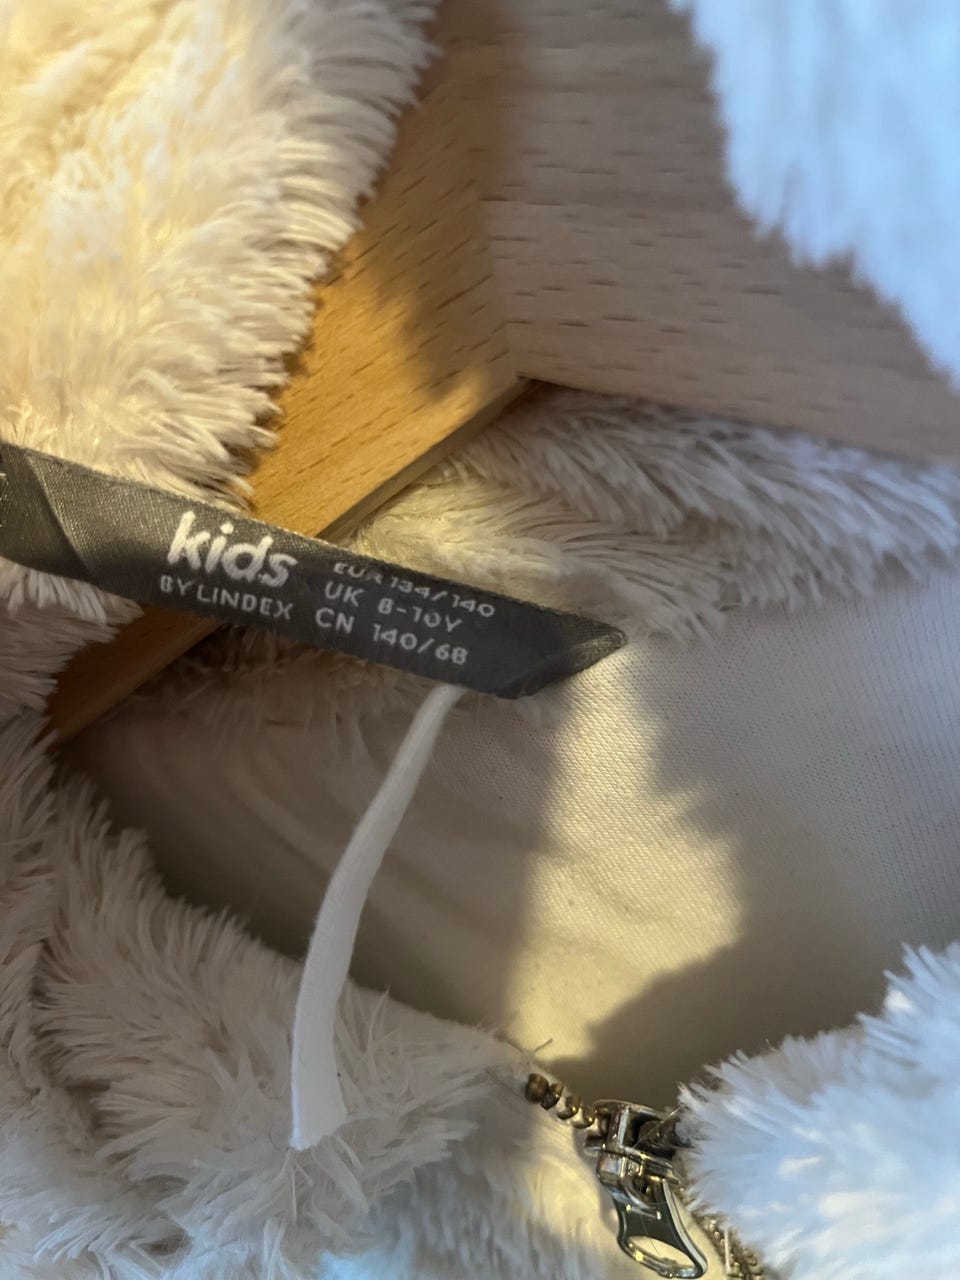 kids
BY LINDEX
EUR 134/140
UK 8-10Y
CN 140/68